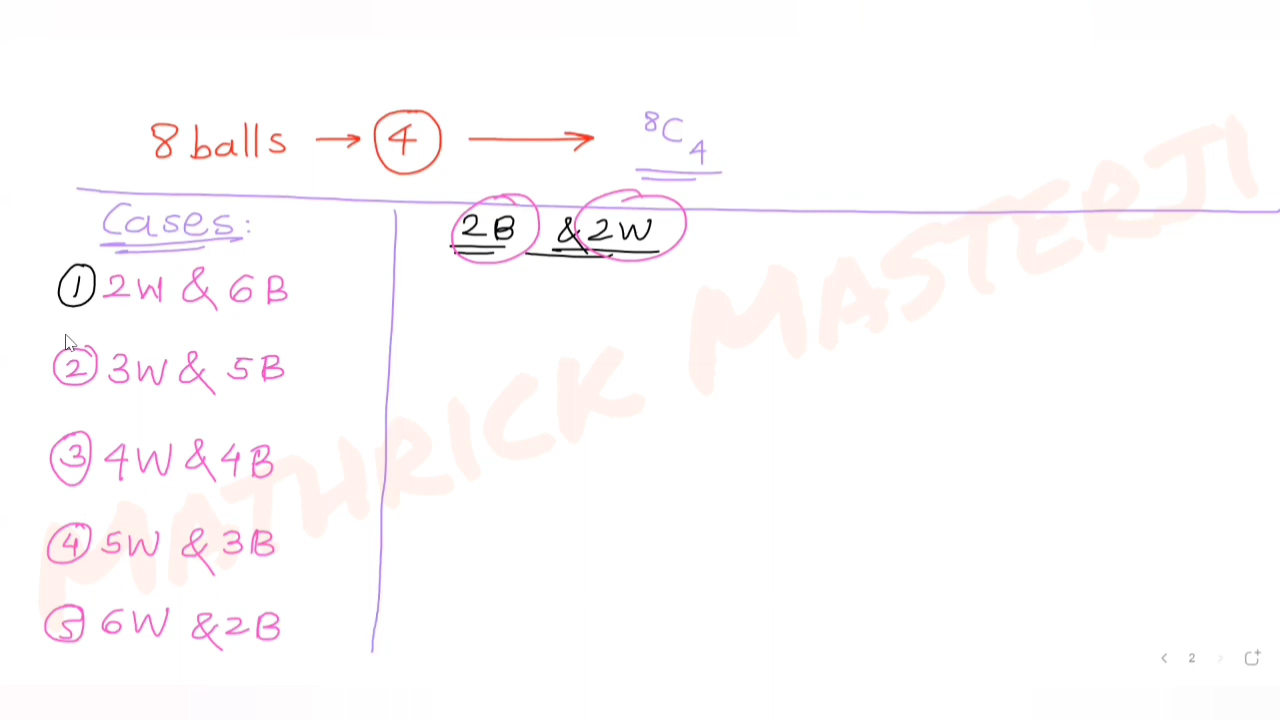 8 balls → 4 → ⁸C₄
Cases:
2B & 2W
① 2W & 6B
② 3W & 5B
③ 4W & 4B
④ 5W & 3B
⑤ 6W & 2B
MATHRICK MASTERJI
< 2 >